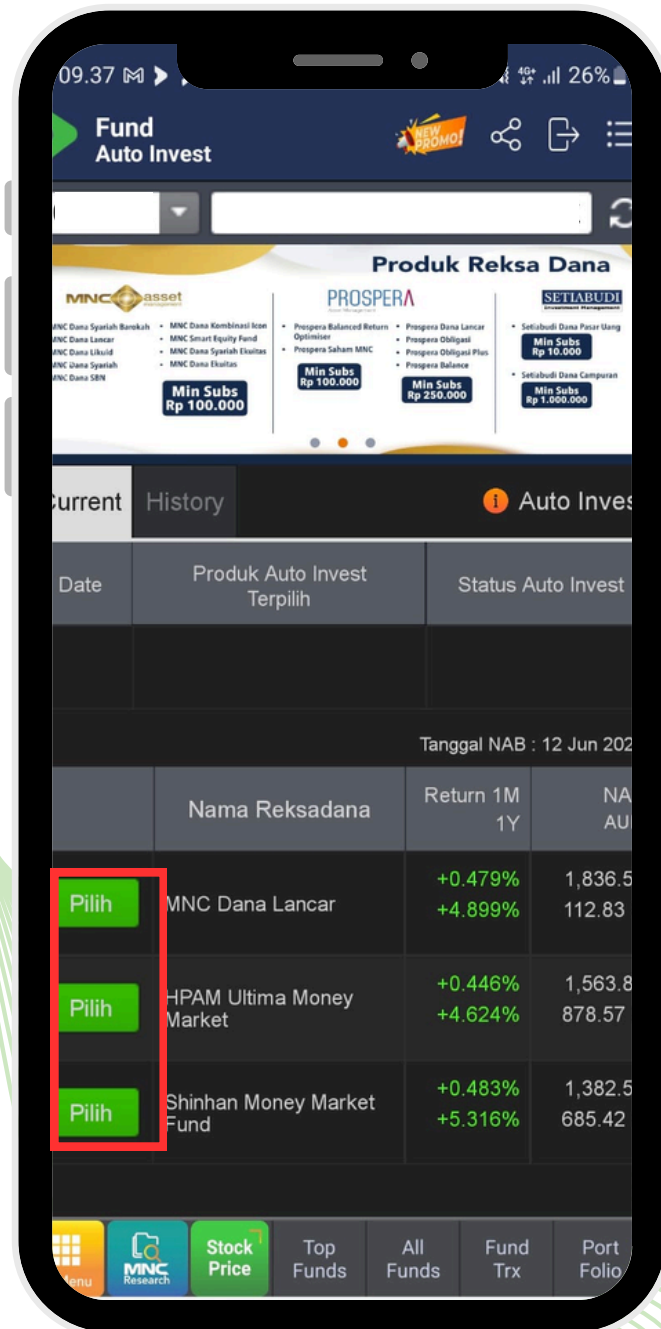 09.37
4G+ 26%
Fund
Auto Invest
NEW PROMO!
Produk Reksa Dana
MNC asset management
PROSPERA
Asset Management
SETIABUDI
Investment Management
MNC Dana Syariah Barokah
MNC Dana Lancar
MNC Dana Likuid
MNC Dana Syariah
MNC Dana SBN
• MNC Dana Kombinasi Icon
• MNC Smart Equity Fund
• MNC Dana Syariah Ekuitas
• MNC Dana Ekuitas
Min Subs
Rp 100.000
• Prospera Balanced Return
Optimiser
• Prospera Saham MNC
Min Subs
Rp 100.000
• Prospera Dana Lancar
• Prospera Obligasi
• Prospera Obligasi Plus
• Prospera Balance
Min Subs
Rp 250.000
• Setiabudi Dana Pasar Uang
Min Subs
Rp 10.000
• Setiabudi Dana Campuran
Min Subs
Rp 1.000.000
Current History Auto Inves
Date
Produk Auto Invest
Terpilih
Status Auto Invest
Tanggal NAB : 12 Jun 202
Nama Reksadana
Return 1M
1Y
NA
AU
Pilih
MNC Dana Lancar
+0.479%
+4.899%
1,836.5
112.83
Pilih
HPAM Ultima Money
Market
+0.446%
+4.624%
1,563.8
878.57
Pilih
Shinhan Money Market
Fund
+0.483%
+5.316%
1,382.5
685.42
Menu
MNC
Research
Stock
Price
Top
Funds
All
Funds
Fund
Trx
Port
Folio